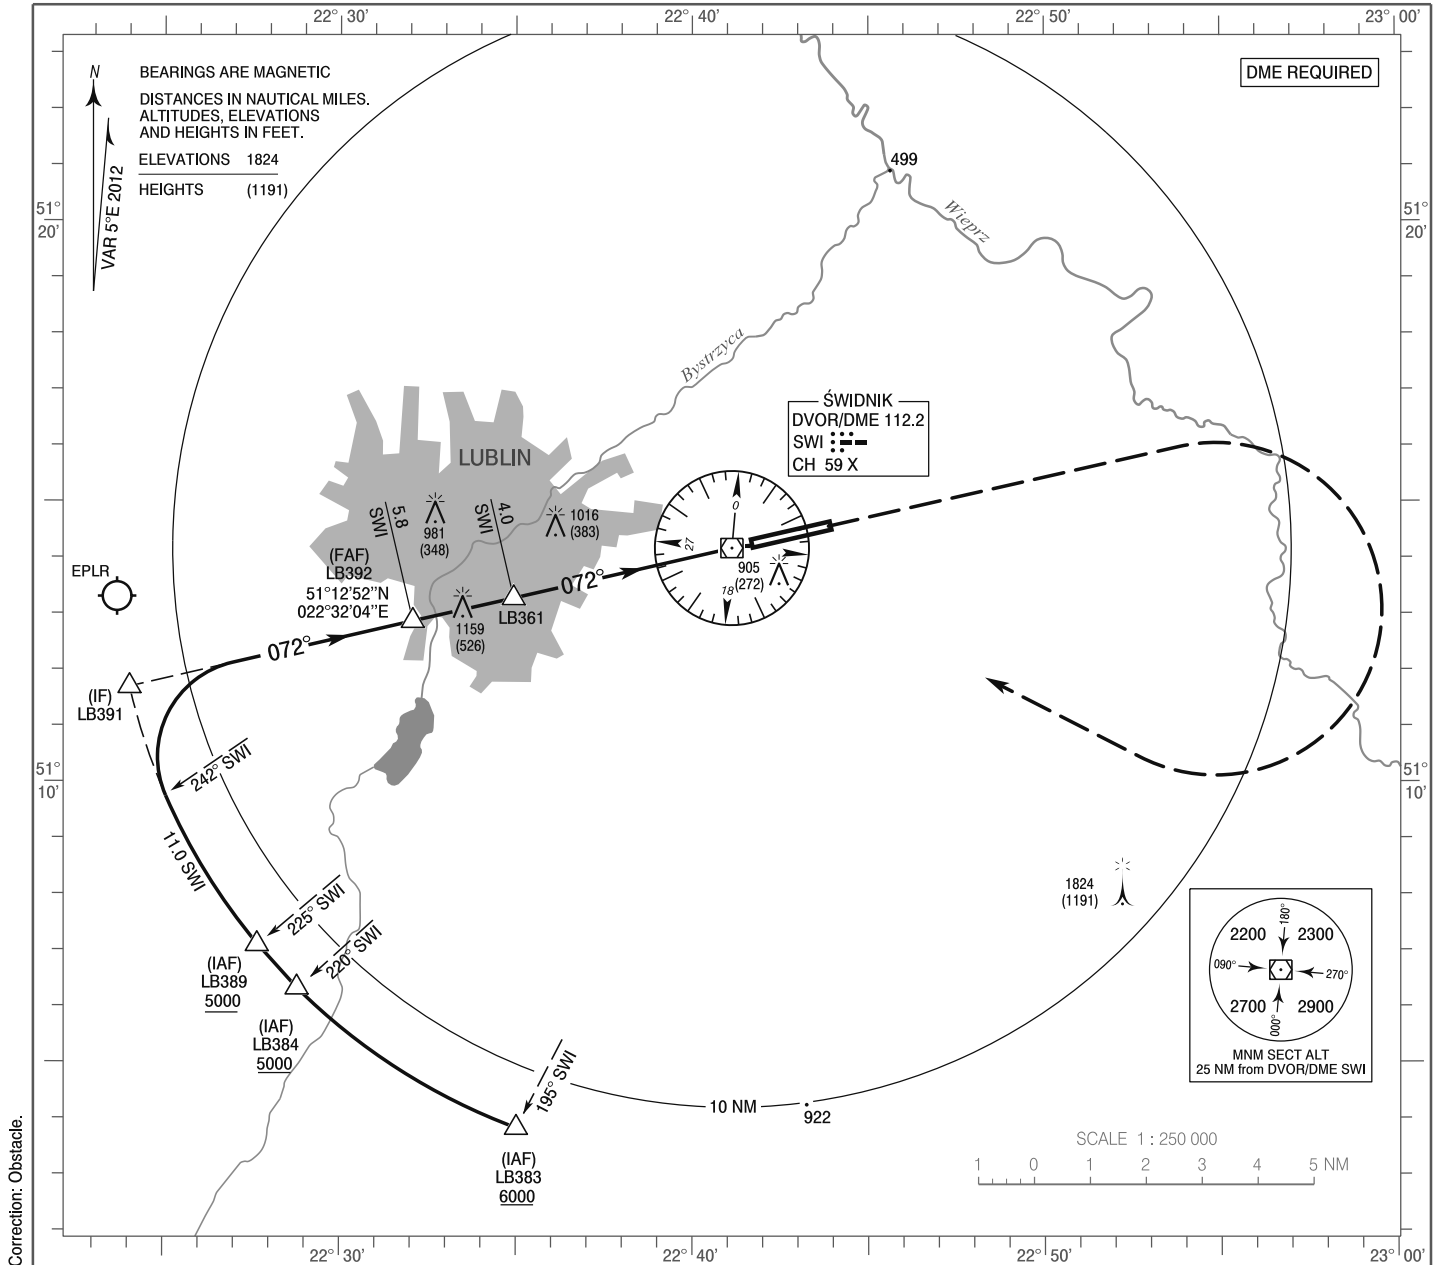 22° 30'
22° 40'
22° 50'
23° 00'
N
VAR 5°E 2012
BEARINGS ARE MAGNETIC
DISTANCES IN NAUTICAL MILES.
ALTITUDES, ELEVATIONS
AND HEIGHTS IN FEET.
ELEVATIONS 1824
HEIGHTS (1191)
DME REQUIRED
51°
20'
51°
20'
499
Wieprz
Bystrzyca
ŚWIDNIK
DVOR/DME 112.2
SWI
CH 59 X
LUBLIN
5.8
SWI
4.0
SWI
981
(348)
1016
(383)
(FAF)
LB392
51°12'52"N
022°32'04"E
EPLR
0
27
18
905
(272)
072°
LB361
1159
(526)
072°
(IF)
LB391
242° SWI
51°
10'
51°
10'
11.0 SWI
225° SWI
220° SWI
(IAF)
LB389
5000
(IAF)
LB384
5000
195° SWI
(IAF)
LB383
6000
10 NM
922
1824
(1191)
180°
2200 2300
090° 270°
2700 2900
000°
MNM SECT ALT
25 NM from DVOR/DME SWI
SCALE 1 : 250 000
1 0 1 2 3 4 5 NM
Correction: Obstacle.
22° 30'
22° 40'
22° 50'
23° 00'